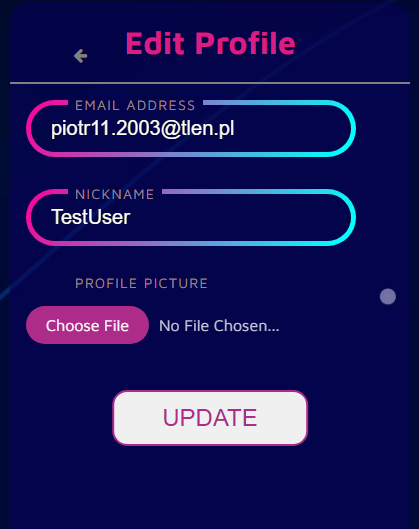 Edit Profile
EMAIL ADDRESS
piotr11.2003@tlen.pl
NICKNAME
TestUser
PROFILE PICTURE
Choose File No File Chosen...
UPDATE